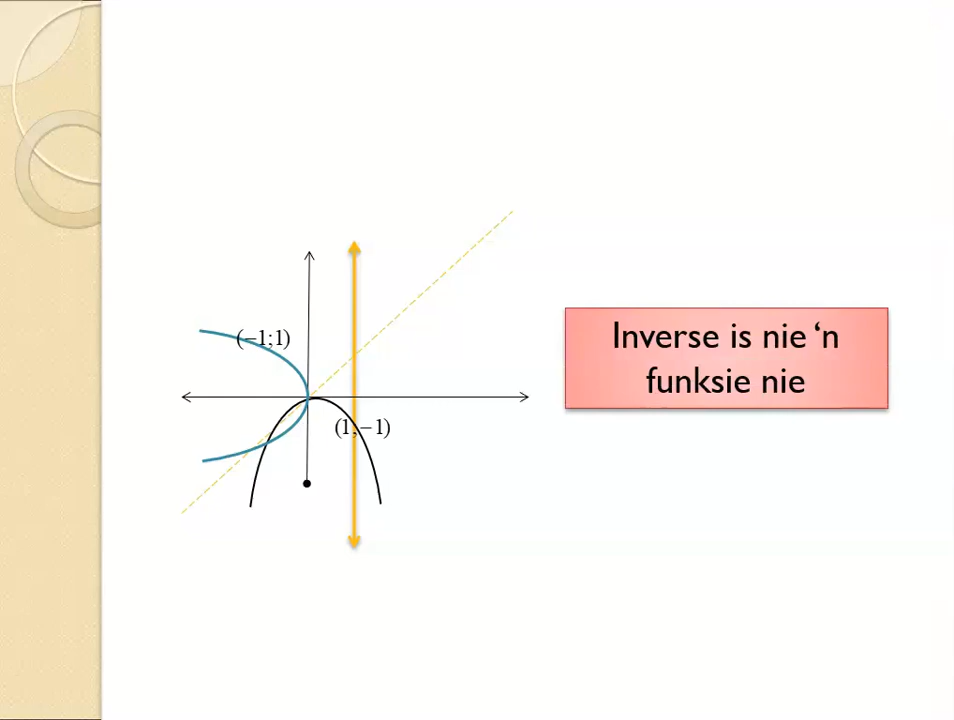 (−1;1)
(1;−1)
Inverse is nie ‘n
funksie nie